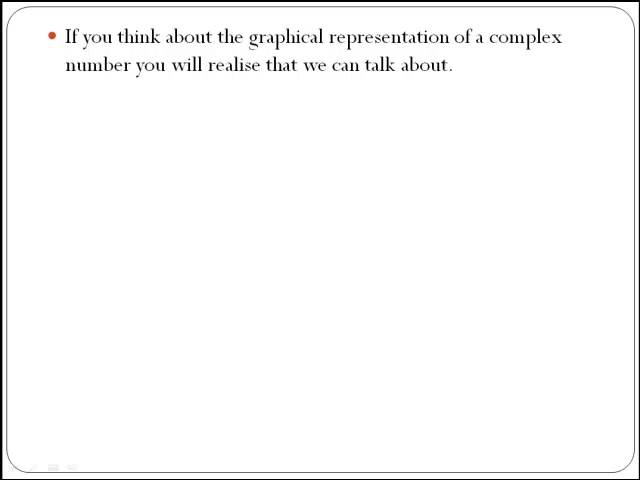 If you think about the graphical representation of a complex
number you will realise that we can talk about.